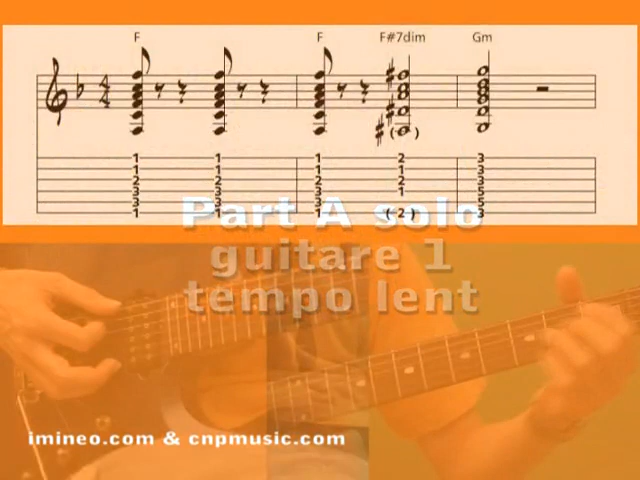 F F F#7dim Gm
4
4
1 1 1 2 3
1 1 1 1 3
2 2 2 2 3
3 3 3 1 5
3 3 3 5
1 1 1 ( 2 ) 3
Part A solo
guitare 1
tempo lent
imineo.com & cnpmusic.com